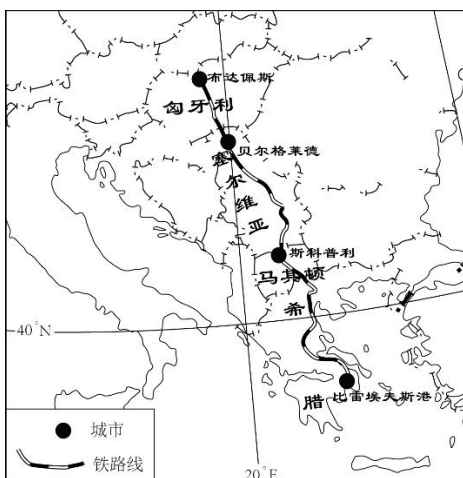 布达佩斯
匈牙利
贝尔格莱德
塞尔维亚
斯科普利
马其顿
希腊
40°N
比雷埃夫斯港
城市
铁路线
20°E